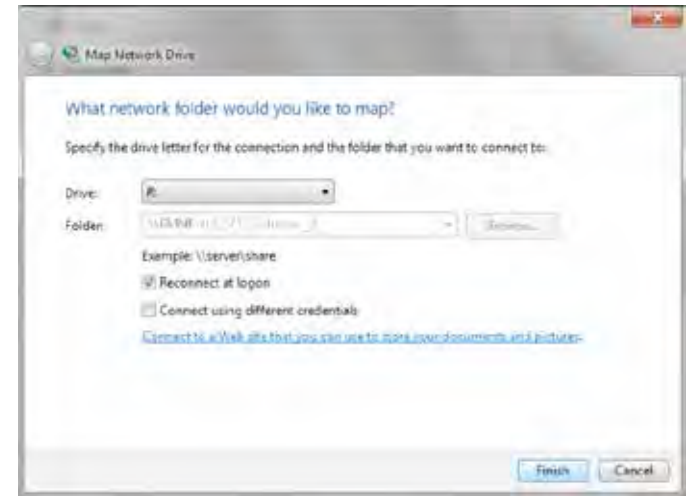 Map Network Drive
What network folder would you like to map?
Specify the drive letter for the connection and the folder that you want to connect to:
Drive:
Folder: Browse...
Example: \\server\share
Reconnect at logon
Connect using different credentials
Connect to a Web site that you can use to store your documents and pictures.
Finish Cancel